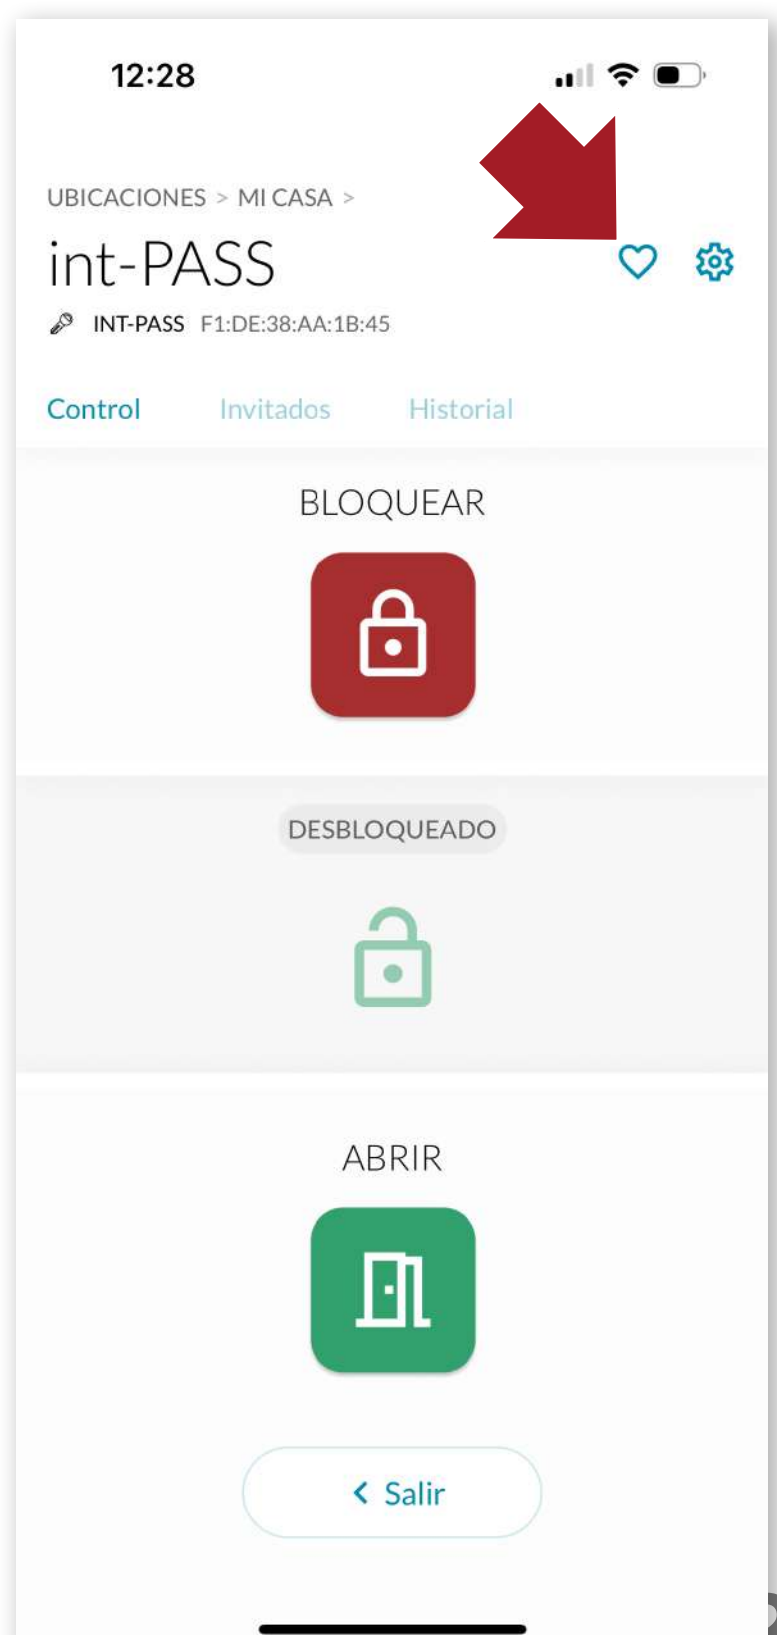 12:28
UBICACIONES > MI CASA >
int-PASS
INT-PASS F1:DE:38:AA:1B:45
Control Invitados Historial
BLOQUEAR
DESBLOQUEADO
ABRIR
< Salir